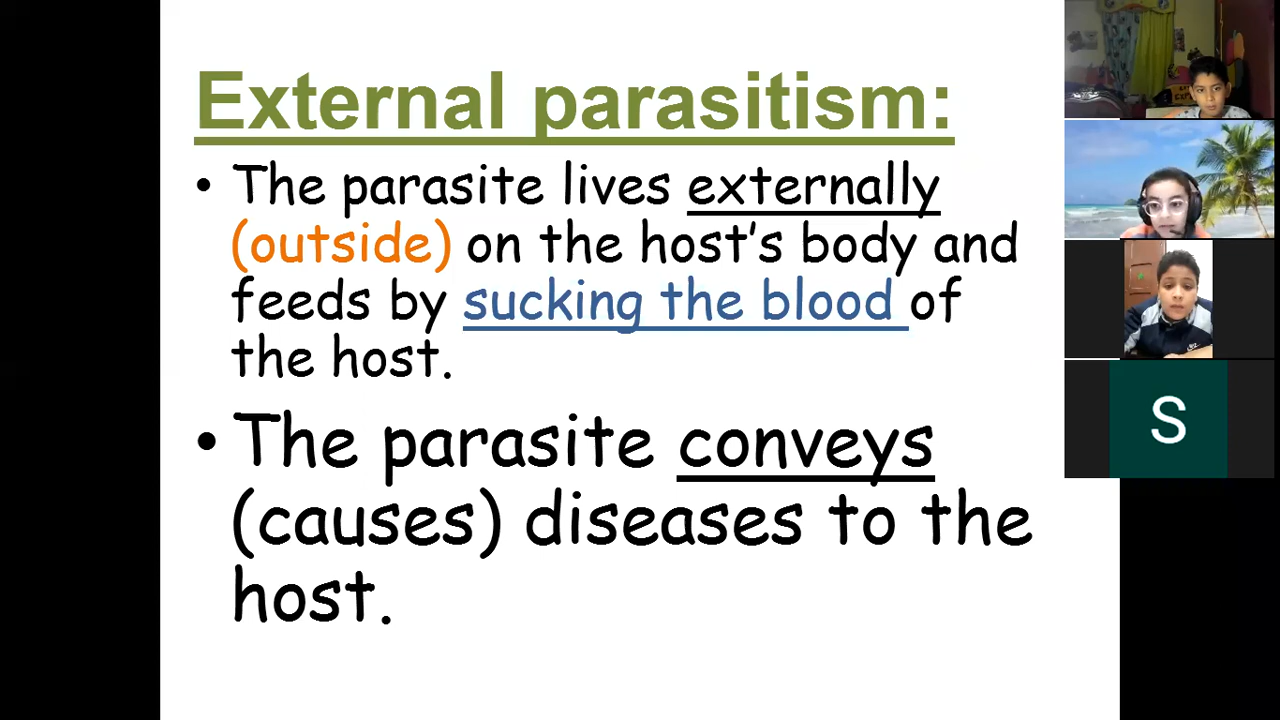 External parasitism:
• The parasite lives externally
(outside) on the host's body and
feeds by sucking the blood of
the host.
• The parasite conveys
(causes) diseases to the
host.
S